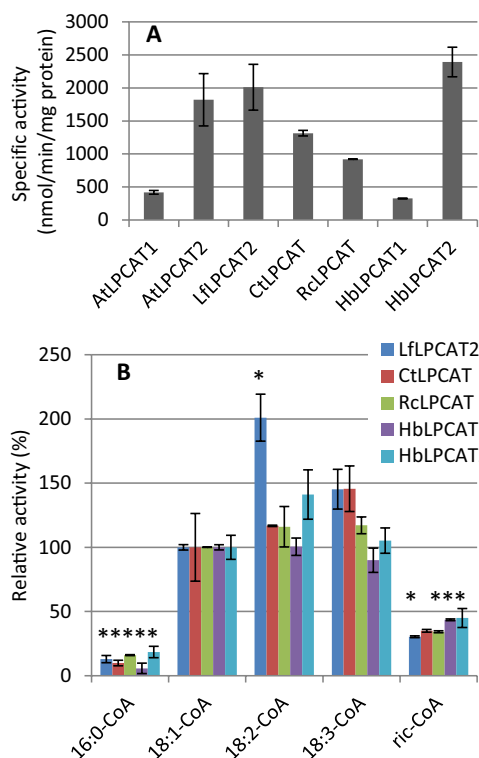 A
Specific activity
(nmol/min/mg protein)
3000
2500
2000
1500
1000
500
0
AtLPCAT1
AtLPCAT2
LfLPCAT2
CtLPCAT
RcLPCAT
HbLPCAT1
HbLPCAT2
B
Relative activity (%)
250
200
150
100
50
0
LfLPCAT2
CtLPCAT
RcLPCAT
HbLPCAT
HbLPCAT
*
***** 
* ***
16:0-CoA
18:1-CoA
18:2-CoA
18:3-CoA
ric-CoA